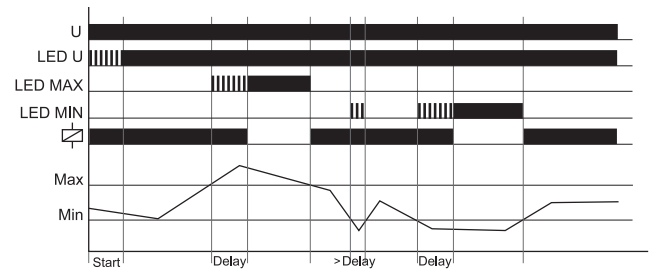 U
LED U
LED MAX
LED MIN
Max
Min
Start Delay >Delay Delay